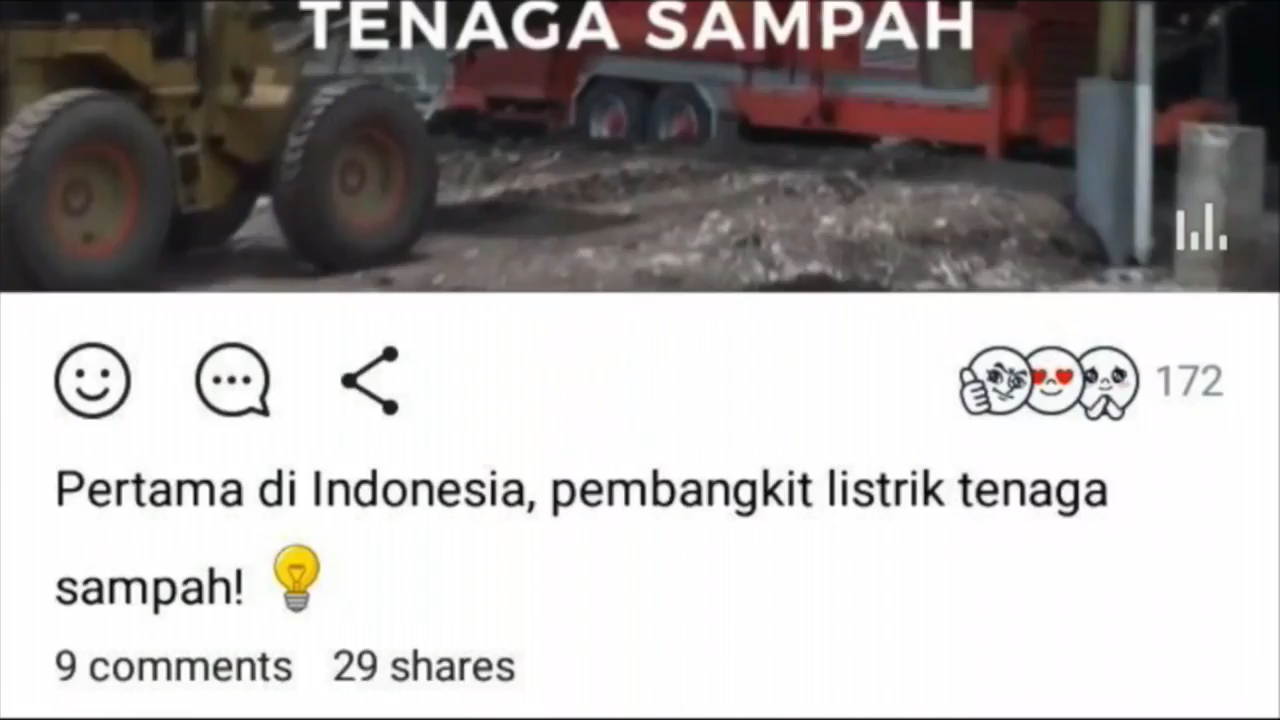 TENAGA SAMPAH
172
Pertama di Indonesia, pembangkit listrik tenaga
sampah!
9 comments 29 shares